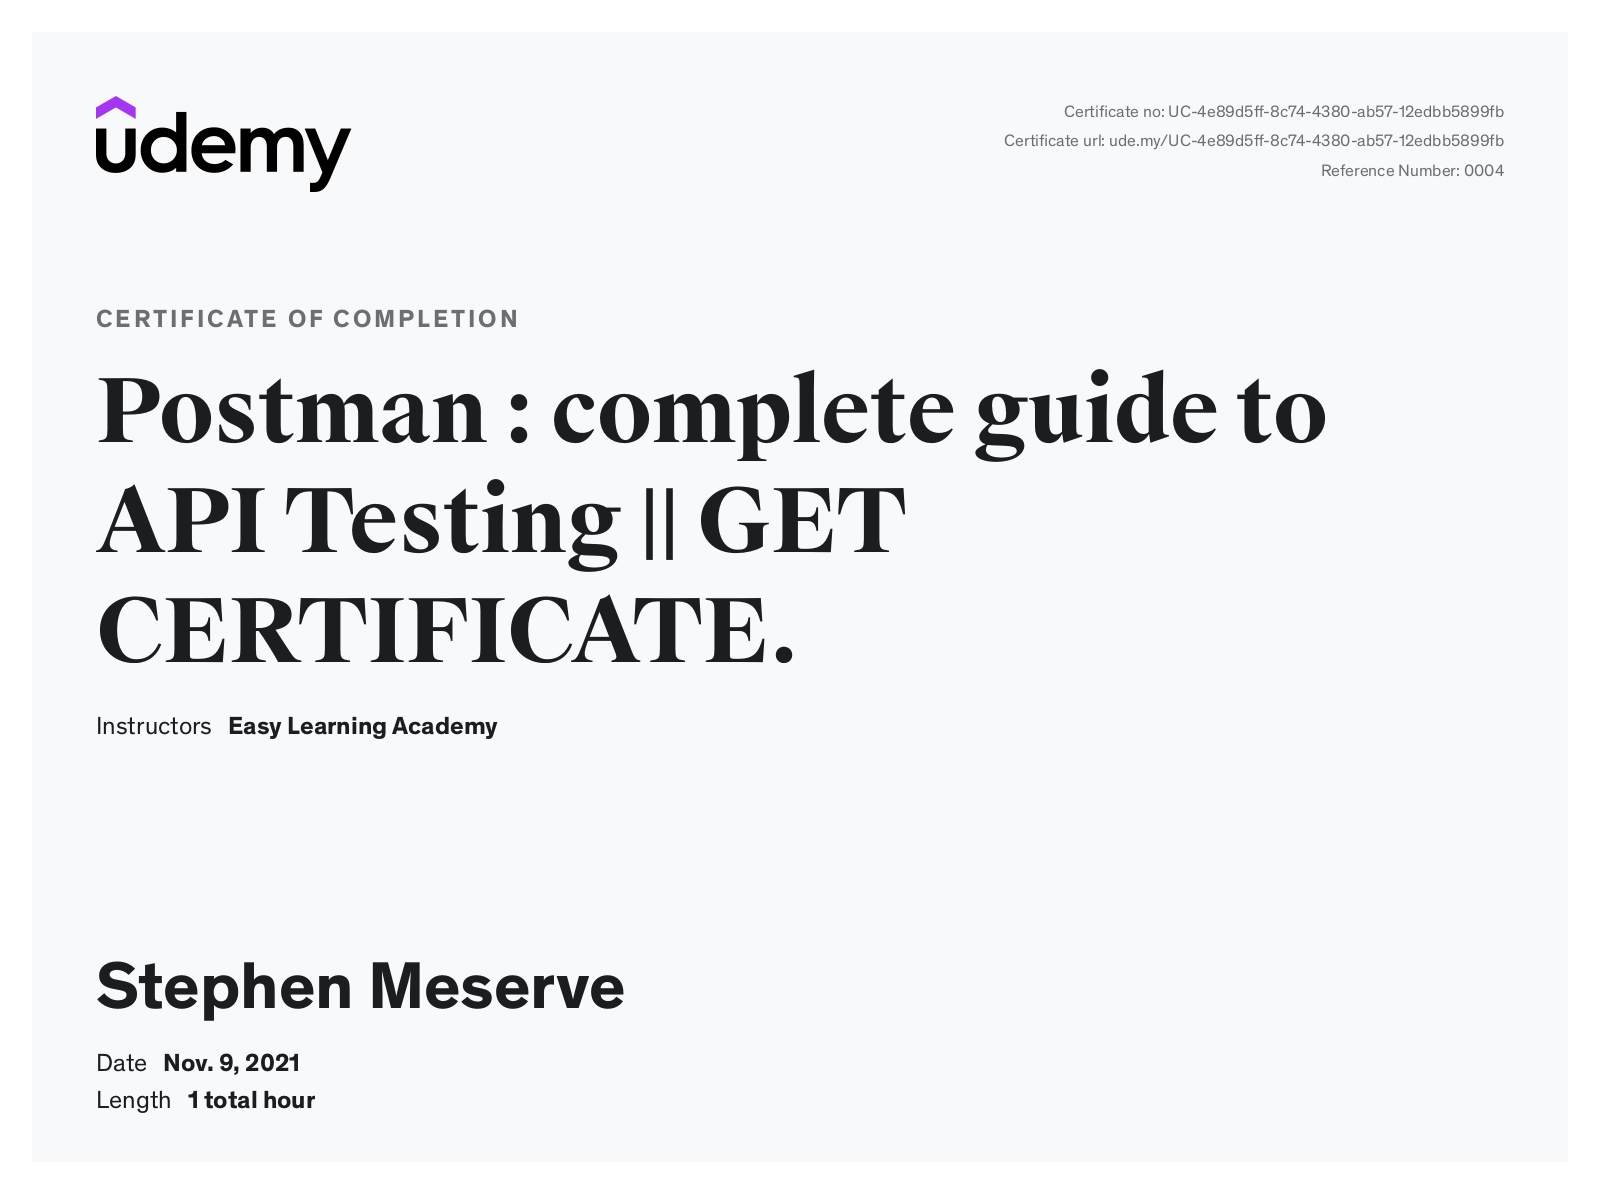 udemy
Certificate no: UC-4e89d5ff-8c74-4380-ab57-12edbb5899fb
Certificate url: ude.my/UC-4e89d5ff-8c74-4380-ab57-12edbb5899fb
Reference Number: 0004
CERTIFICATE OF COMPLETION
Postman : complete guide to
API Testing || GET
CERTIFICATE.
Instructors Easy Learning Academy
Stephen Meserve
Date Nov. 9, 2021
Length 1 total hour